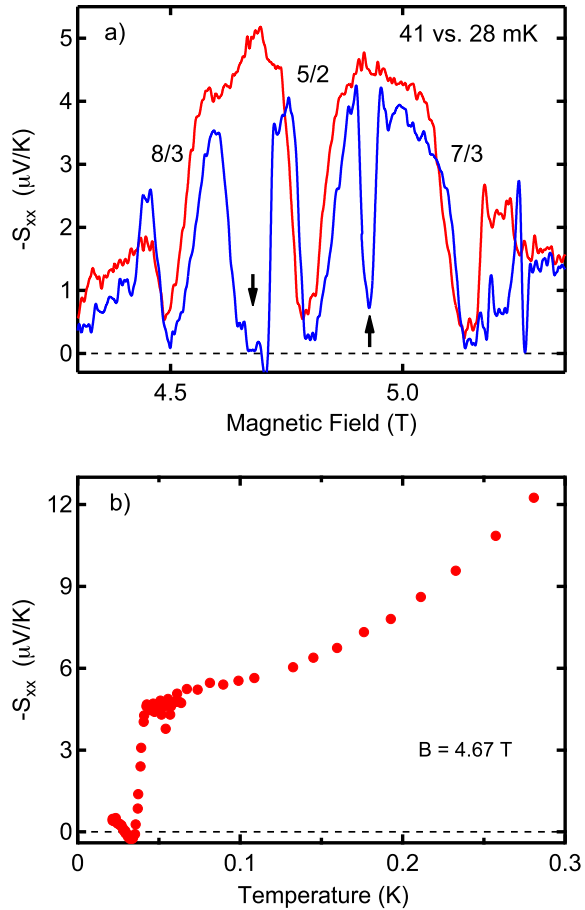 a)
41 vs. 28 mK
5/2
8/3
7/3
-Sxx (μV/K)
5
4
3
2
1
0
4.5
5.0
Magnetic Field (T)
b)
-Sxx (μV/K)
12
9
6
3
0
B = 4.67 T
0
0.1
0.2
0.3
Temperature (K)